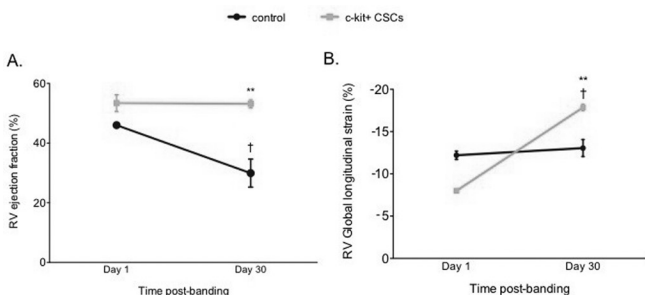 control c-kit+ CSCs
A.
60
40
20
0
RV ejection fraction (%)
**
†
Day 1 Day 30
Time post-banding
B.
-20
-15
-10
-5
0
RV Global longitudinal strain (%)
**
†
Day 1 Day 30
Time post-banding